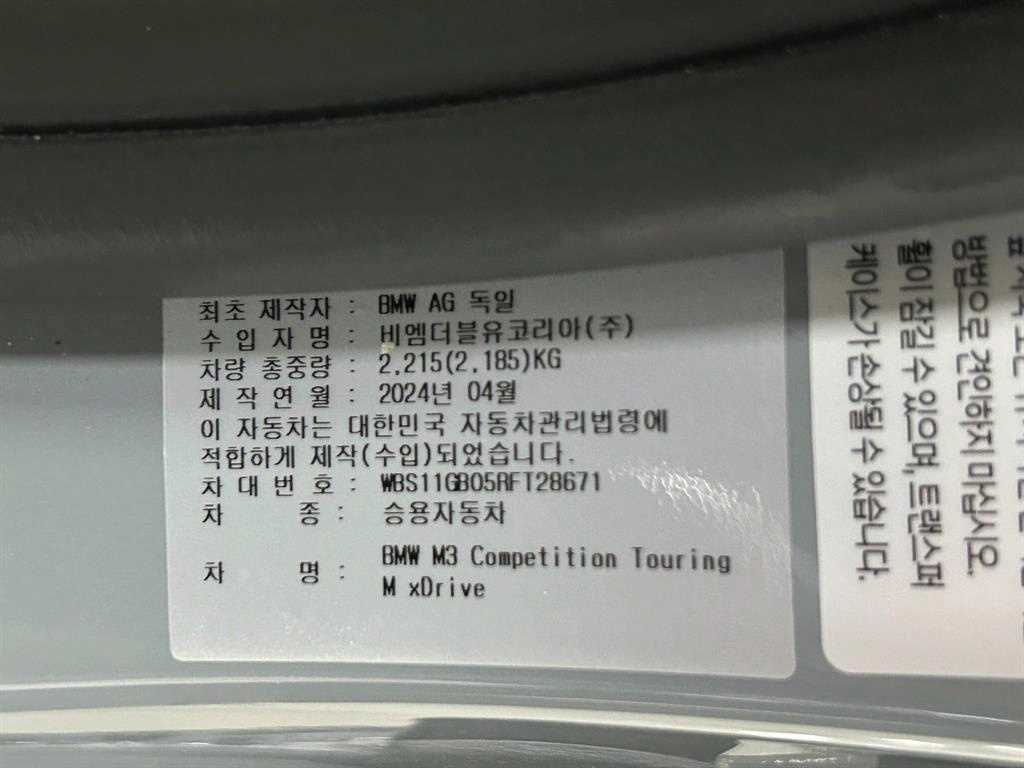 최초 제작자 : BMW AG 독일
수 입 자 명 : 비엠더블유코리아(주)
차량 총중량 : 2,215(2,185)KG
제 작 연 월 : 2024년 04월
이 자동차는 대한민국 자동차관리법령에
적합하게 제작(수입)되었습니다.
차 대 번 호 : WBS11GB05RFT28671
차 종 : 승용자동차
차 명 : BMW M3 Competition Touring
M xDrive
방법으로 견인하지 마십시오.
휠이 잠길 수 있으며, 트랜스퍼
케이스가 손상될 수 있습니다.